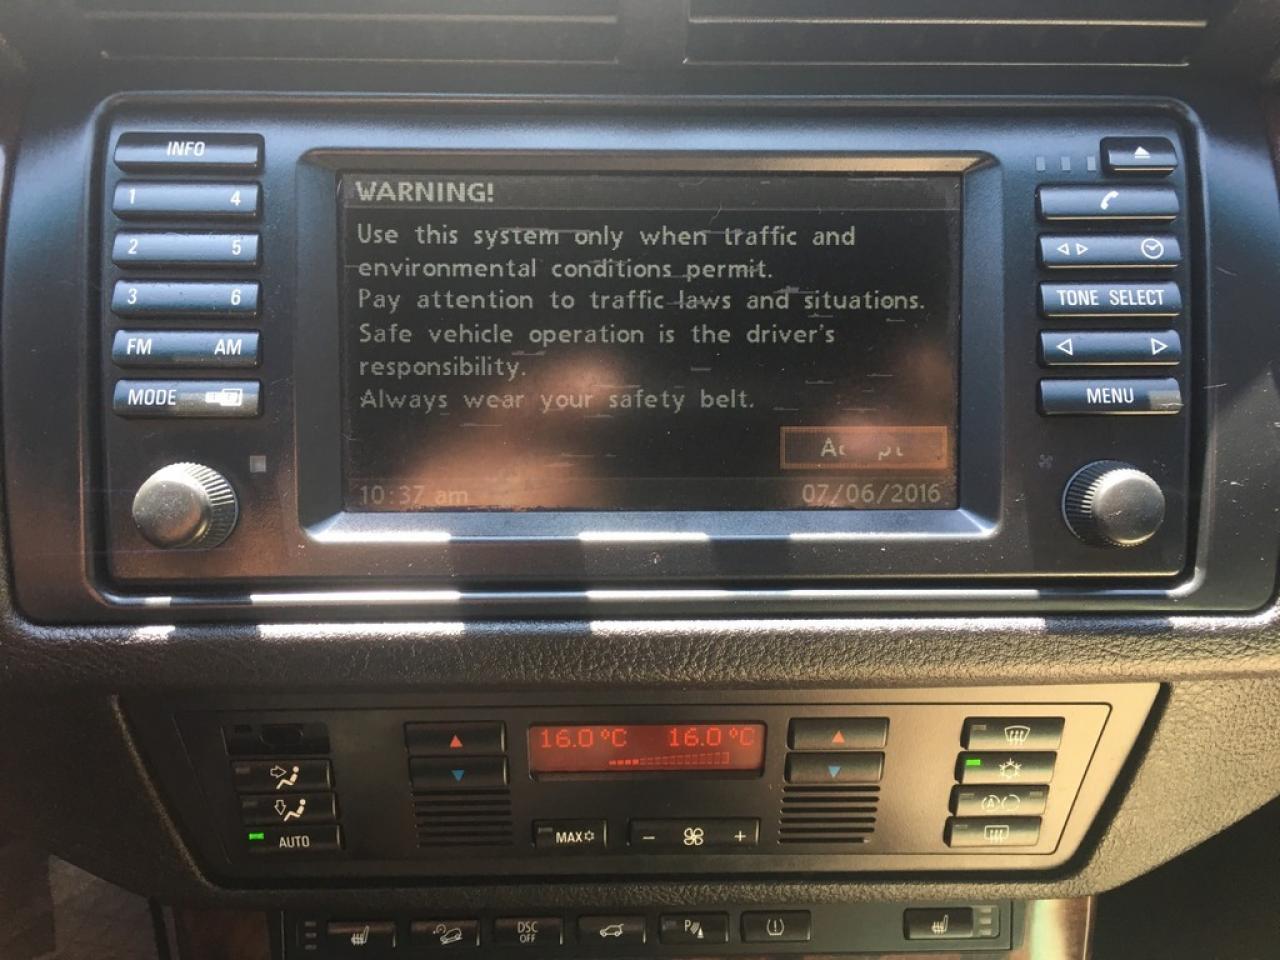 INFO
1 4
2 5
3 6
FM AM
MODE
WARNING!
Use this system only when traffic and
environmental conditions permit.
Pay attention to traffic laws and situations.
Safe vehicle operation is the driver's
responsibility.
Always wear your safety belt.
10:37 am 07/06/2016
TONE SELECT
MENU
16.0°C 16.0°C
AUTO
MAX
− +
A
DSC
OFF
P